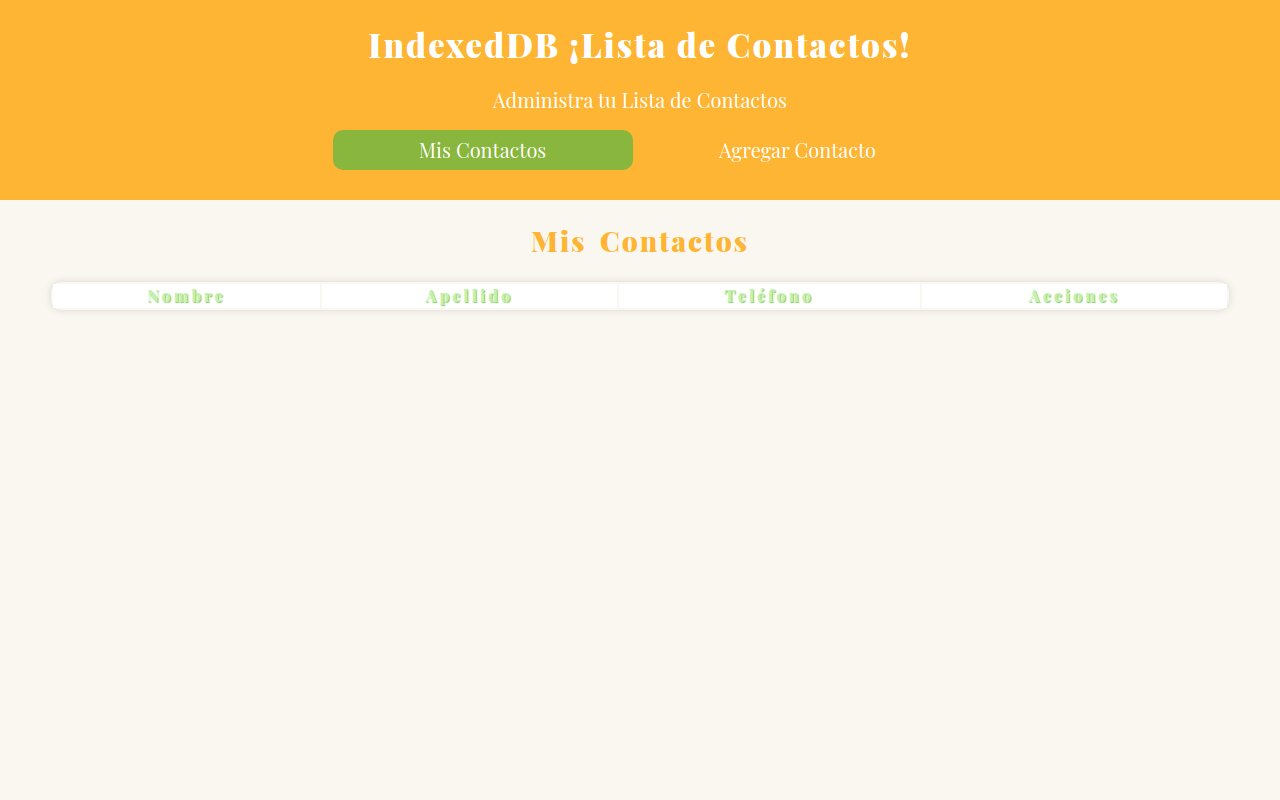 IndexedDB ¡Lista de Contactos!
Administra tu Lista de Contactos
Mis Contactos Agregar Contacto
Mis Contactos
Nombre Apellido Teléfono Acciones